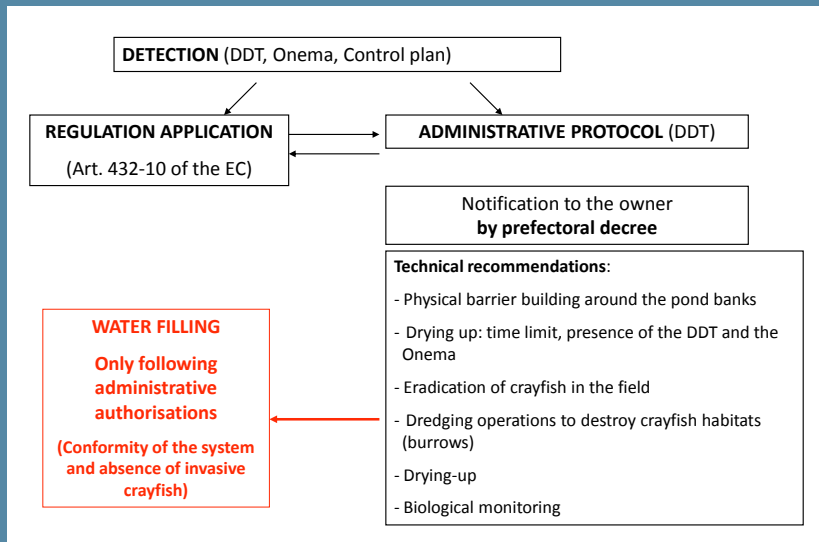 DETECTION (DDT, Onema, Control plan)
REGULATION APPLICATION
(Art. 432-10 of the EC)
ADMINISTRATIVE PROTOCOL (DDT)
Notification to the owner
by prefectoral decree
Technical recommendations:
- Physical barrier building around the pond banks
- Drying up: time limit, presence of the DDT and the
Onema
- Eradication of crayfish in the field
- Dredging operations to destroy crayfish habitats
(burrows)
- Drying-up
- Biological monitoring
WATER FILLING
Only following
administrative
authorisations
(Conformity of the system
and absence of invasive
crayfish)